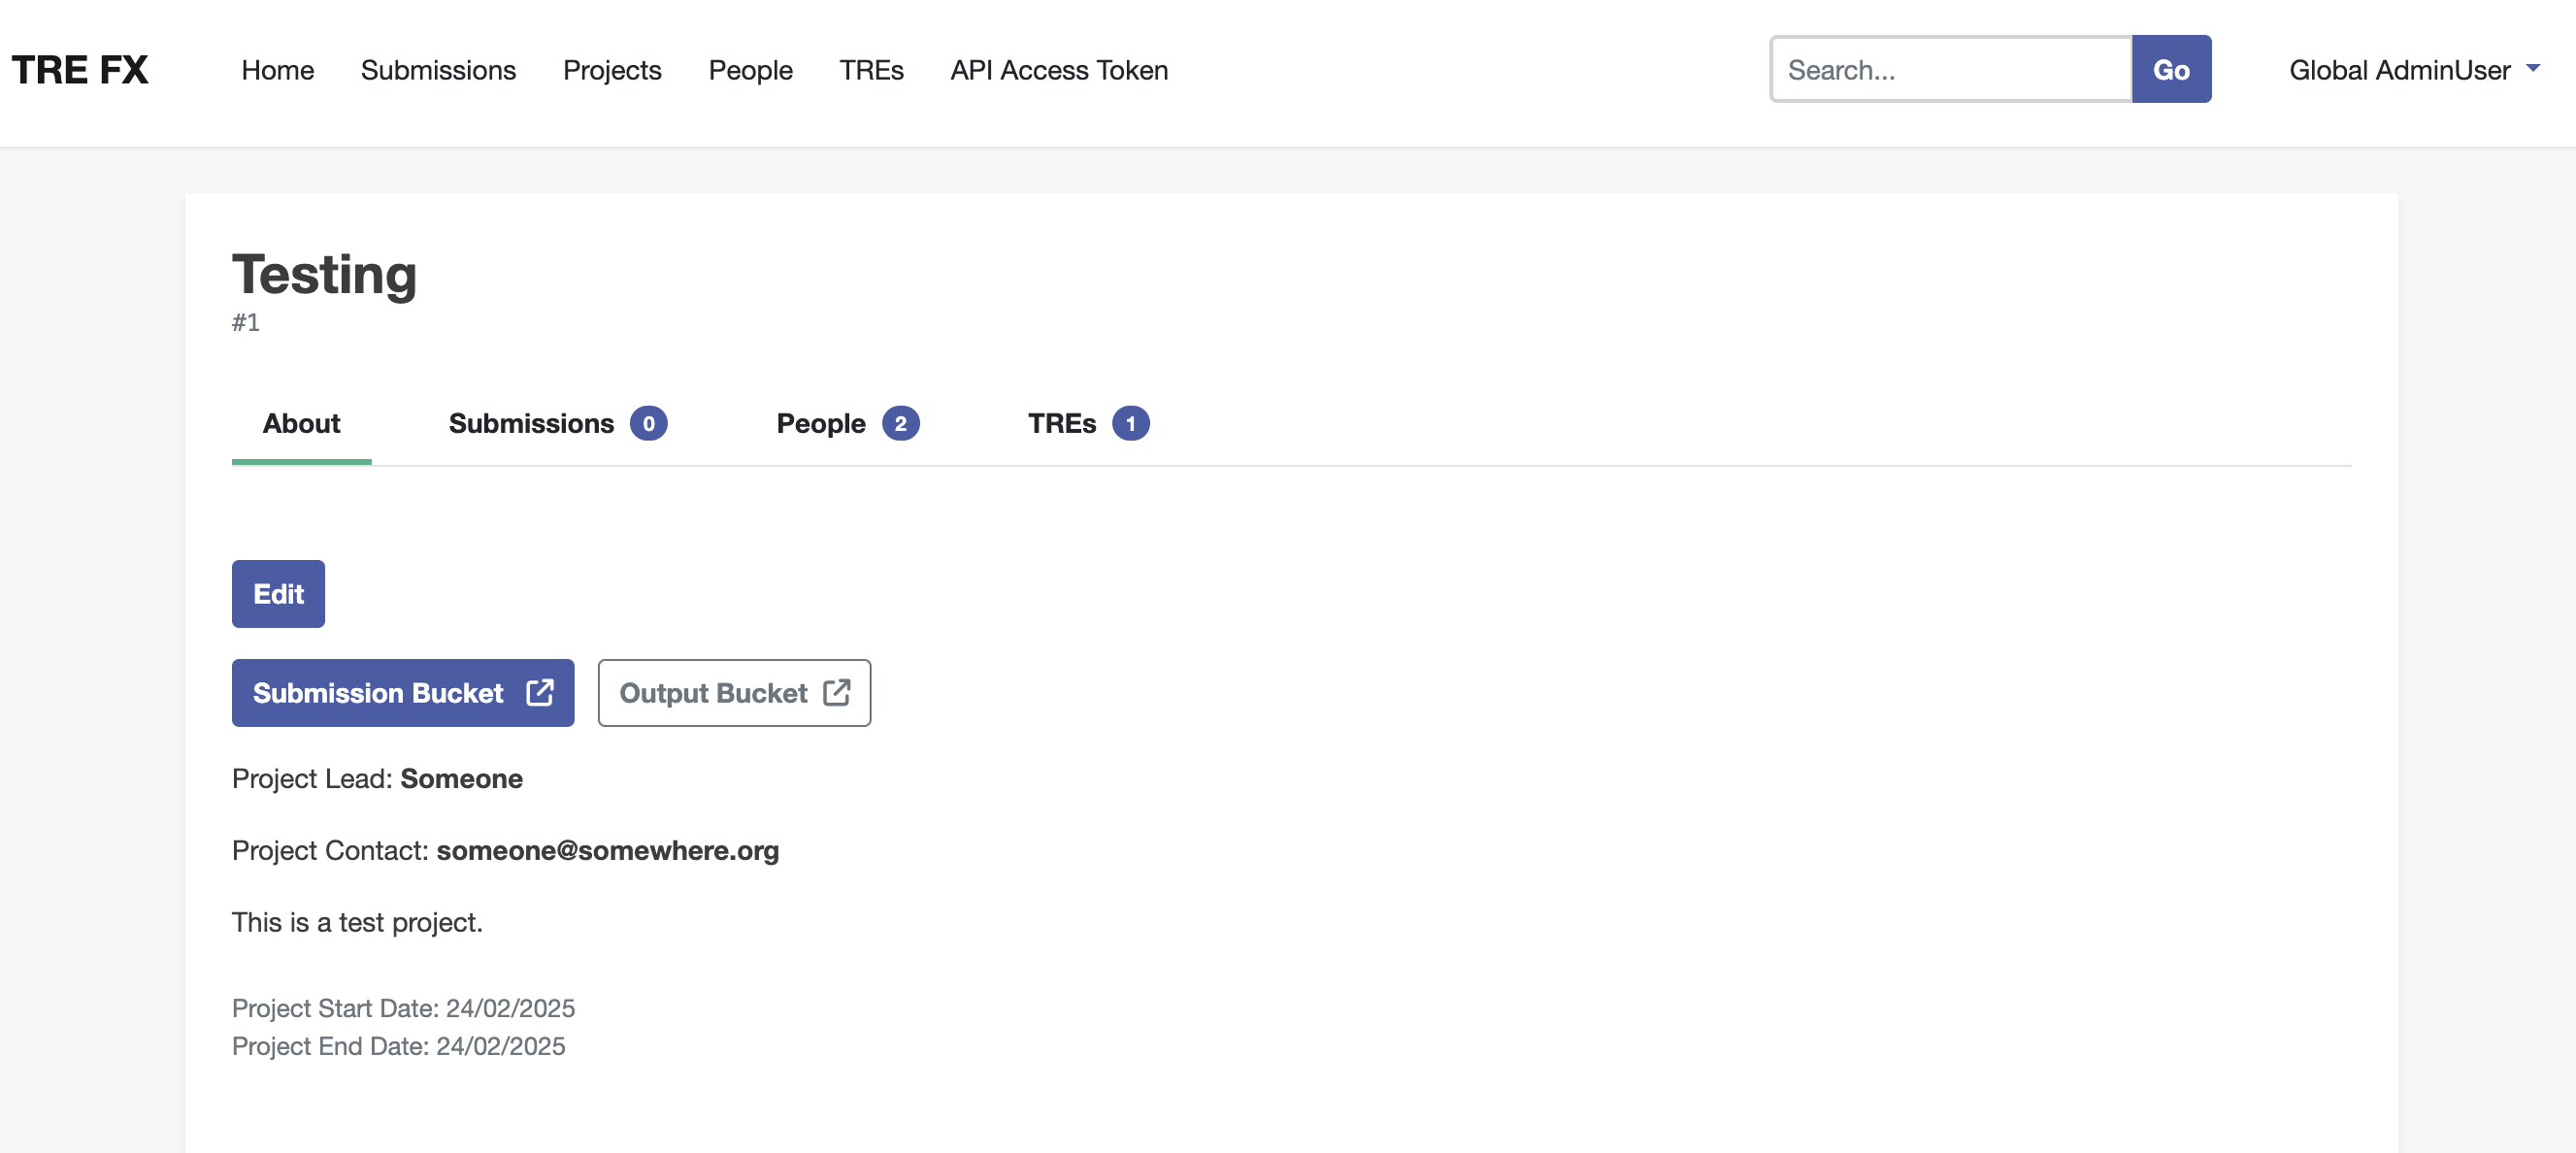 TRE FX Home Submissions Projects People TREs API Access Token Search... Go Global AdminUser
Testing
#1
About Submissions 0 People 2 TREs 1
Edit
Submission Bucket Output Bucket
Project Lead: Someone
Project Contact: someone@somewhere.org
This is a test project.
Project Start Date: 24/02/2025
Project End Date: 24/02/2025